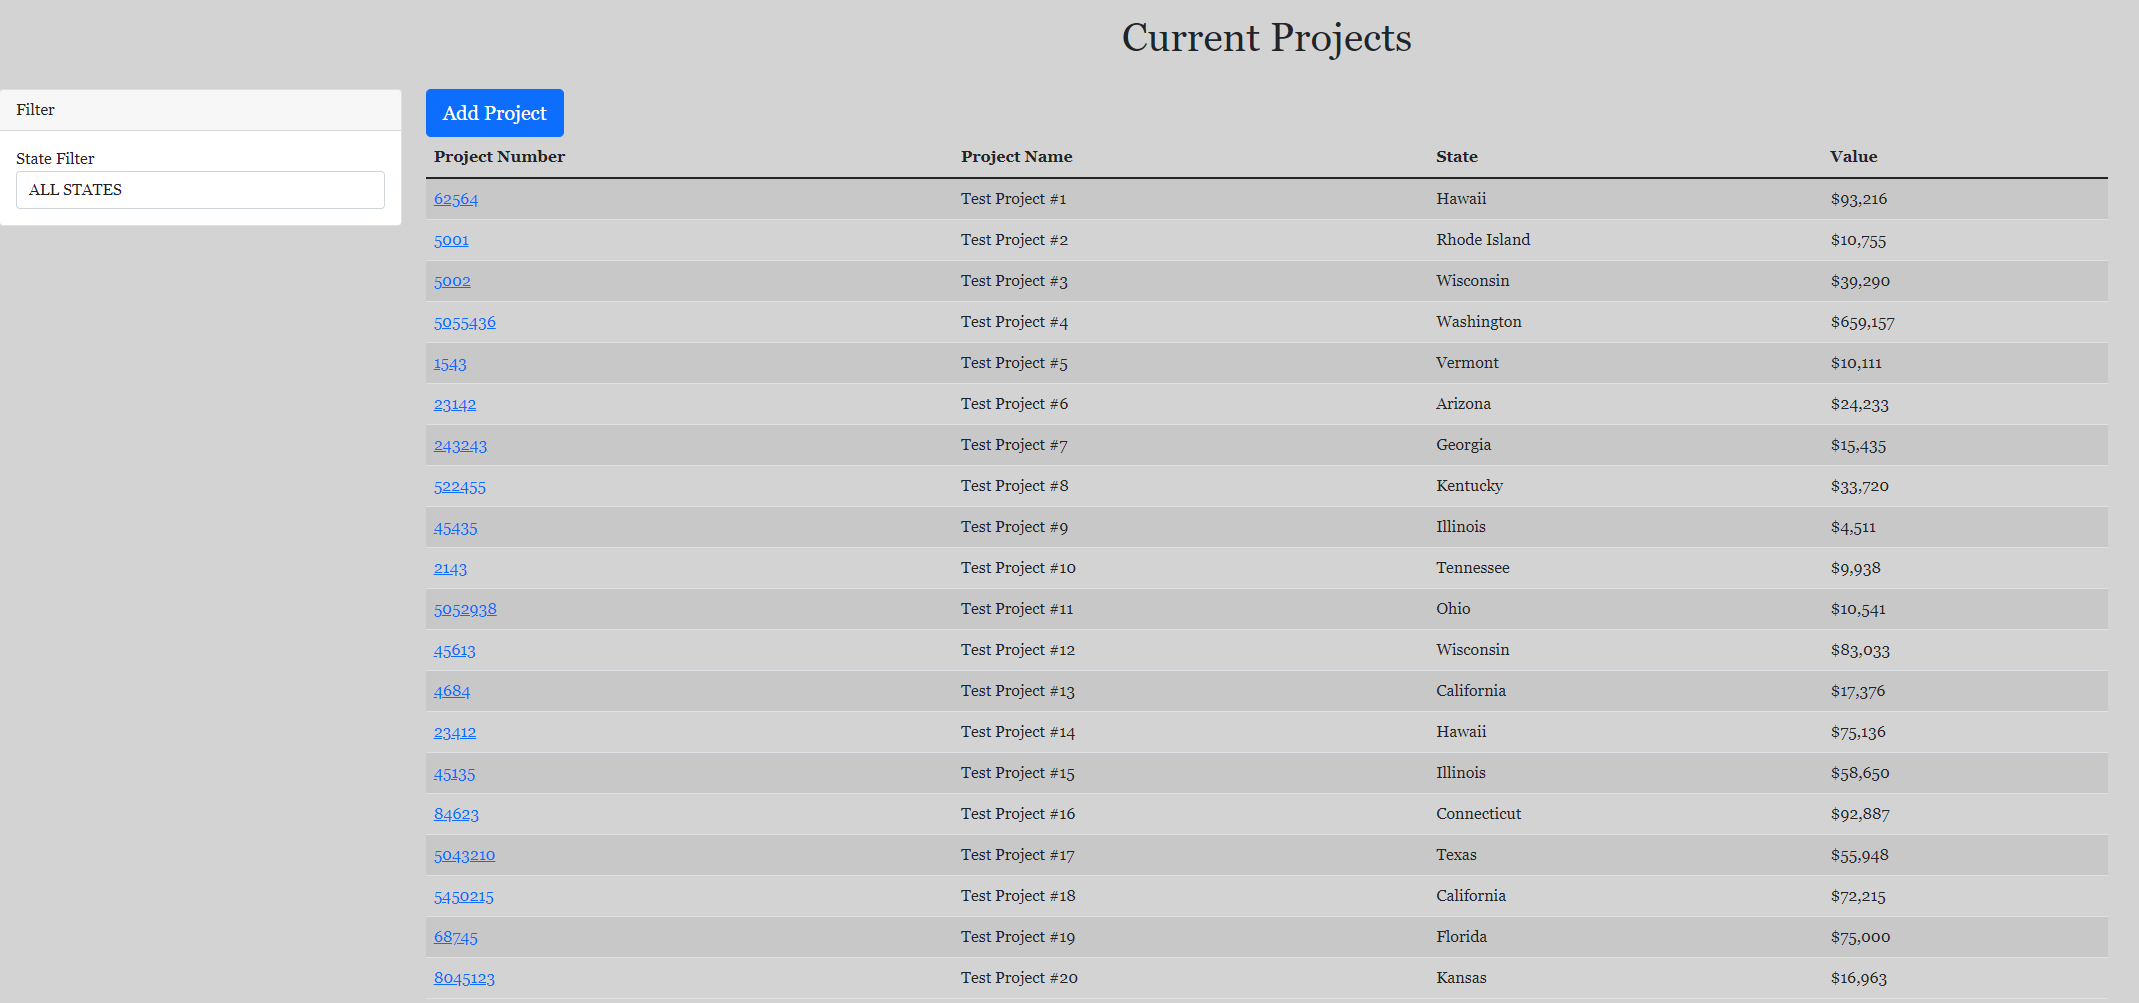 Current Projects
Filter
State Filter
ALL STATES
Add Project
Project Number Project Name State Value
62564 Test Project #1 Hawaii $93,216
5001 Test Project #2 Rhode Island $10,755
5002 Test Project #3 Wisconsin $39,290
5055436 Test Project #4 Washington $659,157
1543 Test Project #5 Vermont $10,111
23142 Test Project #6 Arizona $24,233
243243 Test Project #7 Georgia $15,435
522455 Test Project #8 Kentucky $33,720
45435 Test Project #9 Illinois $4,511
2143 Test Project #10 Tennessee $9,938
5052938 Test Project #11 Ohio $10,541
45613 Test Project #12 Wisconsin $83,033
4684 Test Project #13 California $17,376
23412 Test Project #14 Hawaii $75,136
45135 Test Project #15 Illinois $58,650
84623 Test Project #16 Connecticut $92,887
5043210 Test Project #17 Texas $55,948
5450215 Test Project #18 California $72,215
68745 Test Project #19 Florida $75,000
8045123 Test Project #20 Kansas $16,963